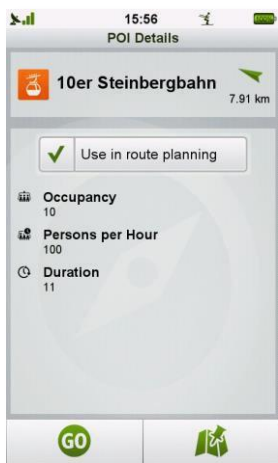 15:56
POI Details
10er Steinbergbahn
7.91 km
Use in route planning
Occupancy
10
Persons per Hour
100
Duration
11
GO